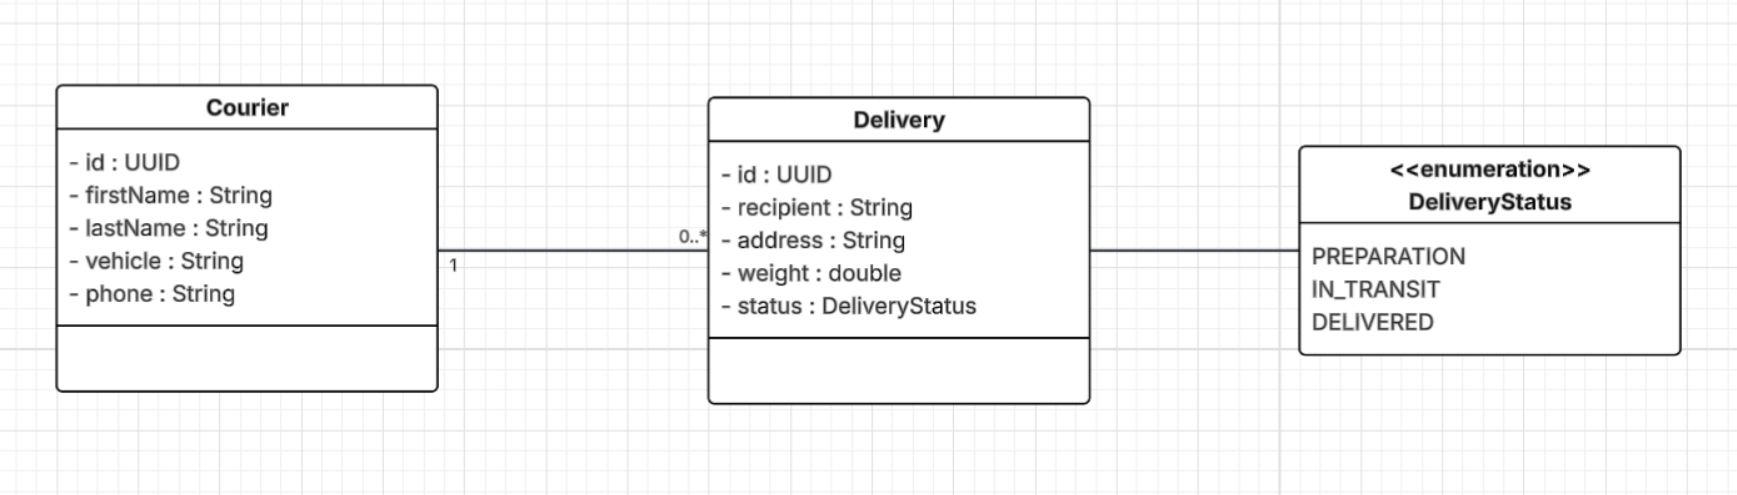 Courier
- id : UUID
- firstName : String
- lastName : String
- vehicle : String
- phone : String
1
0..*
Delivery
- id : UUID
- recipient : String
- address : String
- weight : double
- status : DeliveryStatus
<<enumeration>>
DeliveryStatus
PREPARATION
IN_TRANSIT
DELIVERED